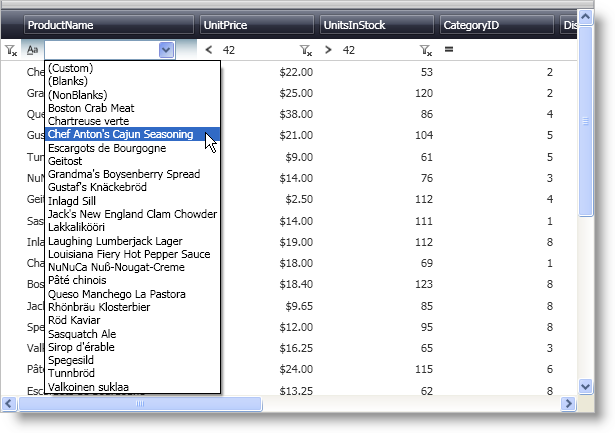 ProductName UnitPrice UnitsInStock CategoryID Dis
Aa < 42 > 42 =
(Custom)
(Blanks)
(NonBlanks)
Boston Crab Meat
Chartreuse verte
Chef Anton's Cajun Seasoning
Escargots de Bourgogne
Geitost
Grandma's Boysenberry Spread
Gustaf's Knäckebröd
Inlagd Sill
Jack's New England Clam Chowder
Lakkalikööri
Laughing Lumberjack Lager
Louisiana Fiery Hot Pepper Sauce
NuNuCa Nuß-Nougat-Creme
Pâté chinois
Queso Manchego La Pastora
Rhönbräu Klosterbier
Röd Kaviar
Sasquatch Ale
Sirop d'érable
Spegesild
Tunnbröd
Valkoinen suklaa
Che $22.00 53 2
Gra $25.00 120 2
Que $38.00 86 4
Gus $21.00 104 5
Tun $9.00 61 5
Nu $14.00 76 3
Geit $2.50 112 4
Sas $14.00 111 1
Inla $19.00 112 8
Cha $18.00 69 1
Bos $18.40 123 8
Jack $9.65 85 8
Spe $12.00 95 8
Valk $16.25 65 3
Pât $24.00 115 6
$13.25 62 8